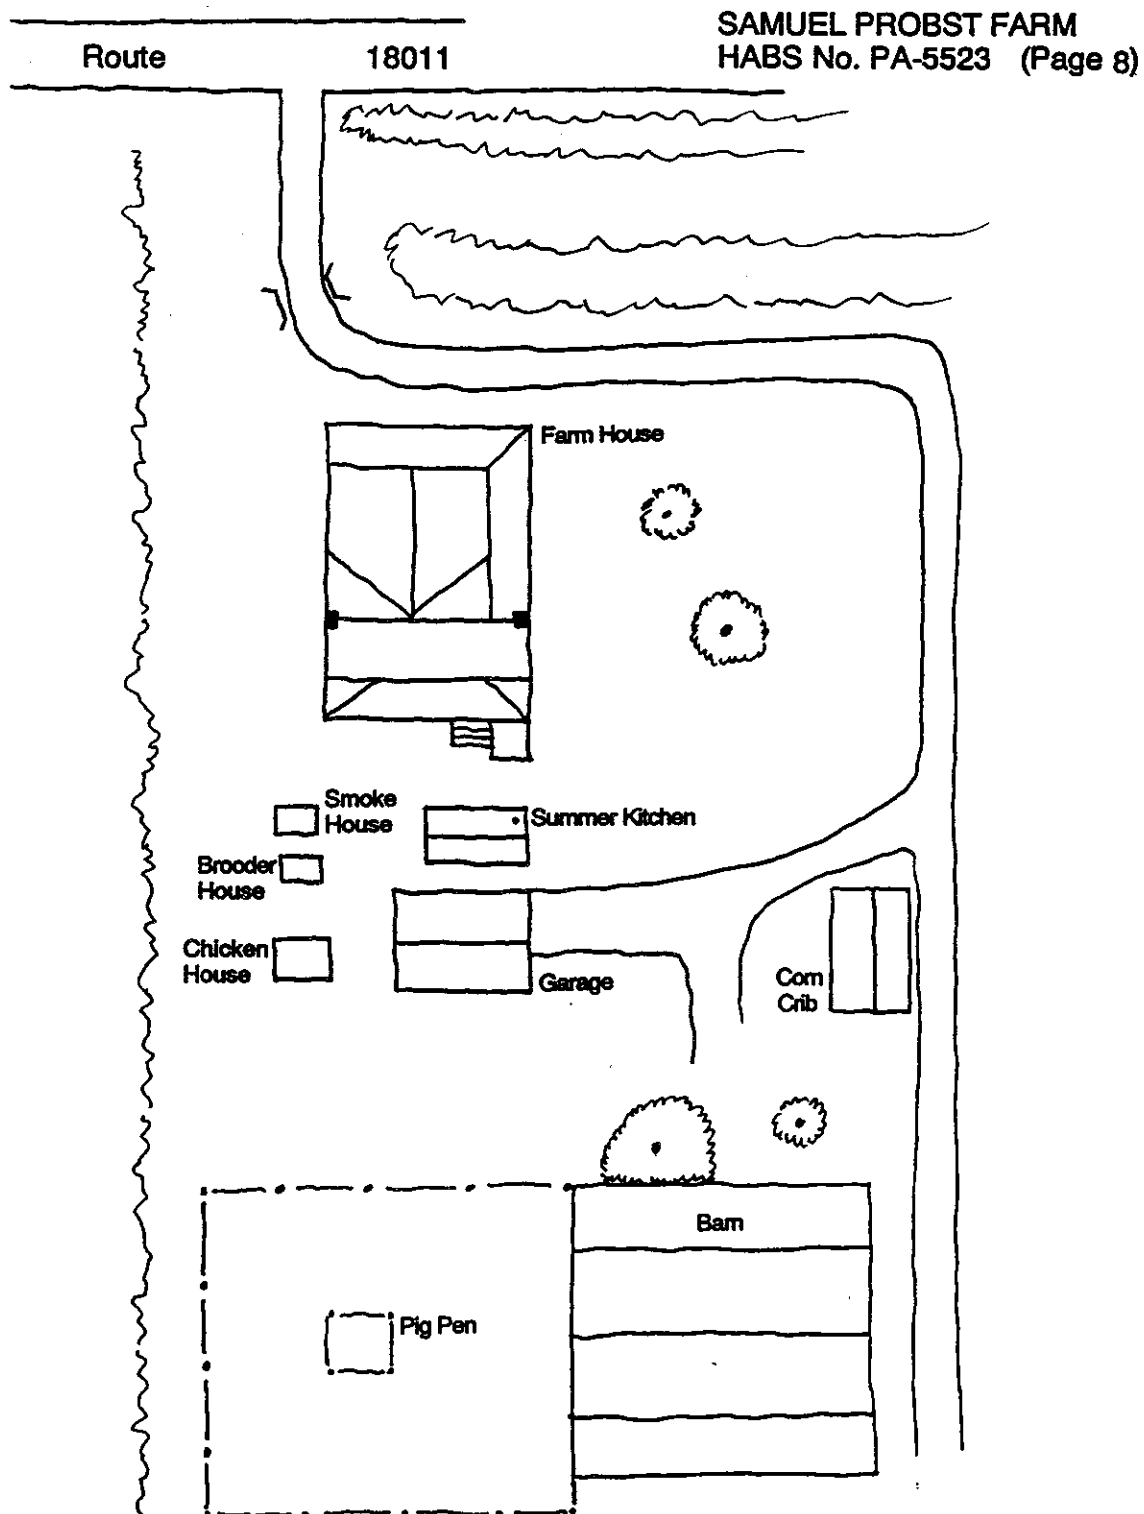 SAMUEL PROBST FARM
HABS No. PA-5523 (Page 8)
Route 18011
Farm House
Smoke
House
Summer Kitchen
Brooder
House
Chicken
House
Garage
Corn
Crib
Barn
Pig Pen